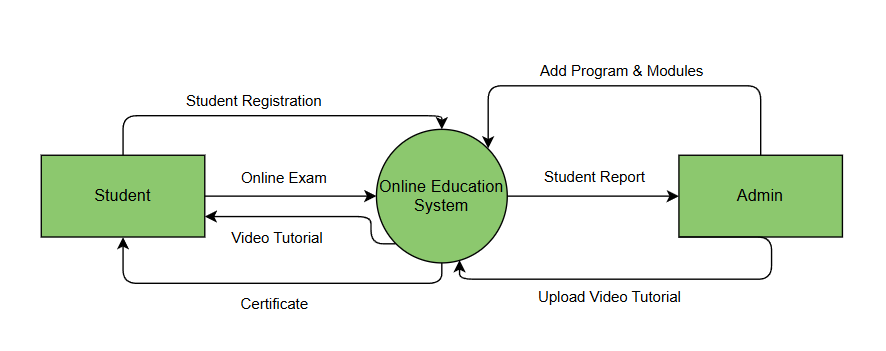 Add Program & Modules
Student Registration
Student
Online Exam
Online Education
System
Student Report
Admin
Video Tutorial
Certificate
Upload Video Tutorial